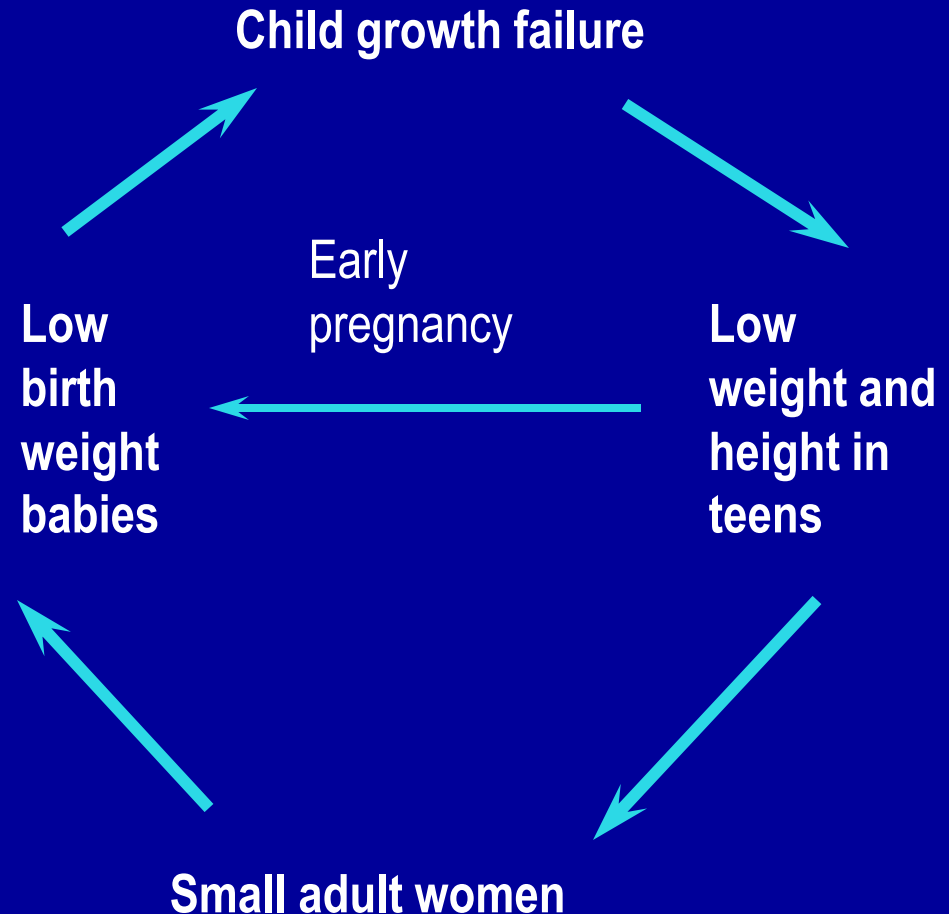 Child growth failure
Early
pregnancy
Low
birth
weight
babies
Low
weight and
height in
teens
Small adult women